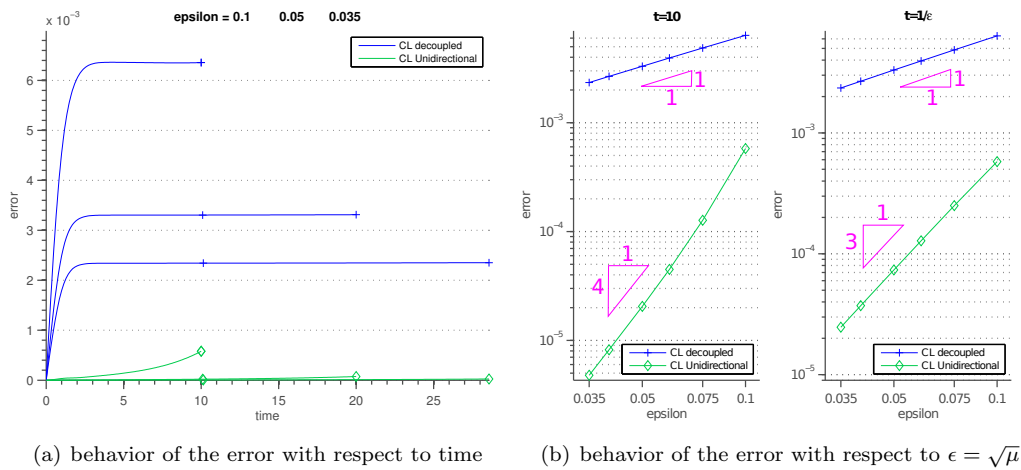 x 10⁻³
epsilon = 0.1 0.05 0.035
CL decoupled
CL Unidirectional
6
5
4
3
2
1
0
error
0 5 10 15 20 25
time
(a) behavior of the error with respect to time
t=10
10⁻³
10⁻⁴
10⁻⁵
error
1
1
1
4
CL decoupled
CL Unidirectional
0.035 0.05 0.075 0.1
epsilon
t=1/ε
10⁻³
10⁻⁴
10⁻⁵
error
1
1
1
3
CL decoupled
CL Unidirectional
0.035 0.05 0.075 0.1
epsilon
(b) behavior of the error with respect to ϵ = √μ